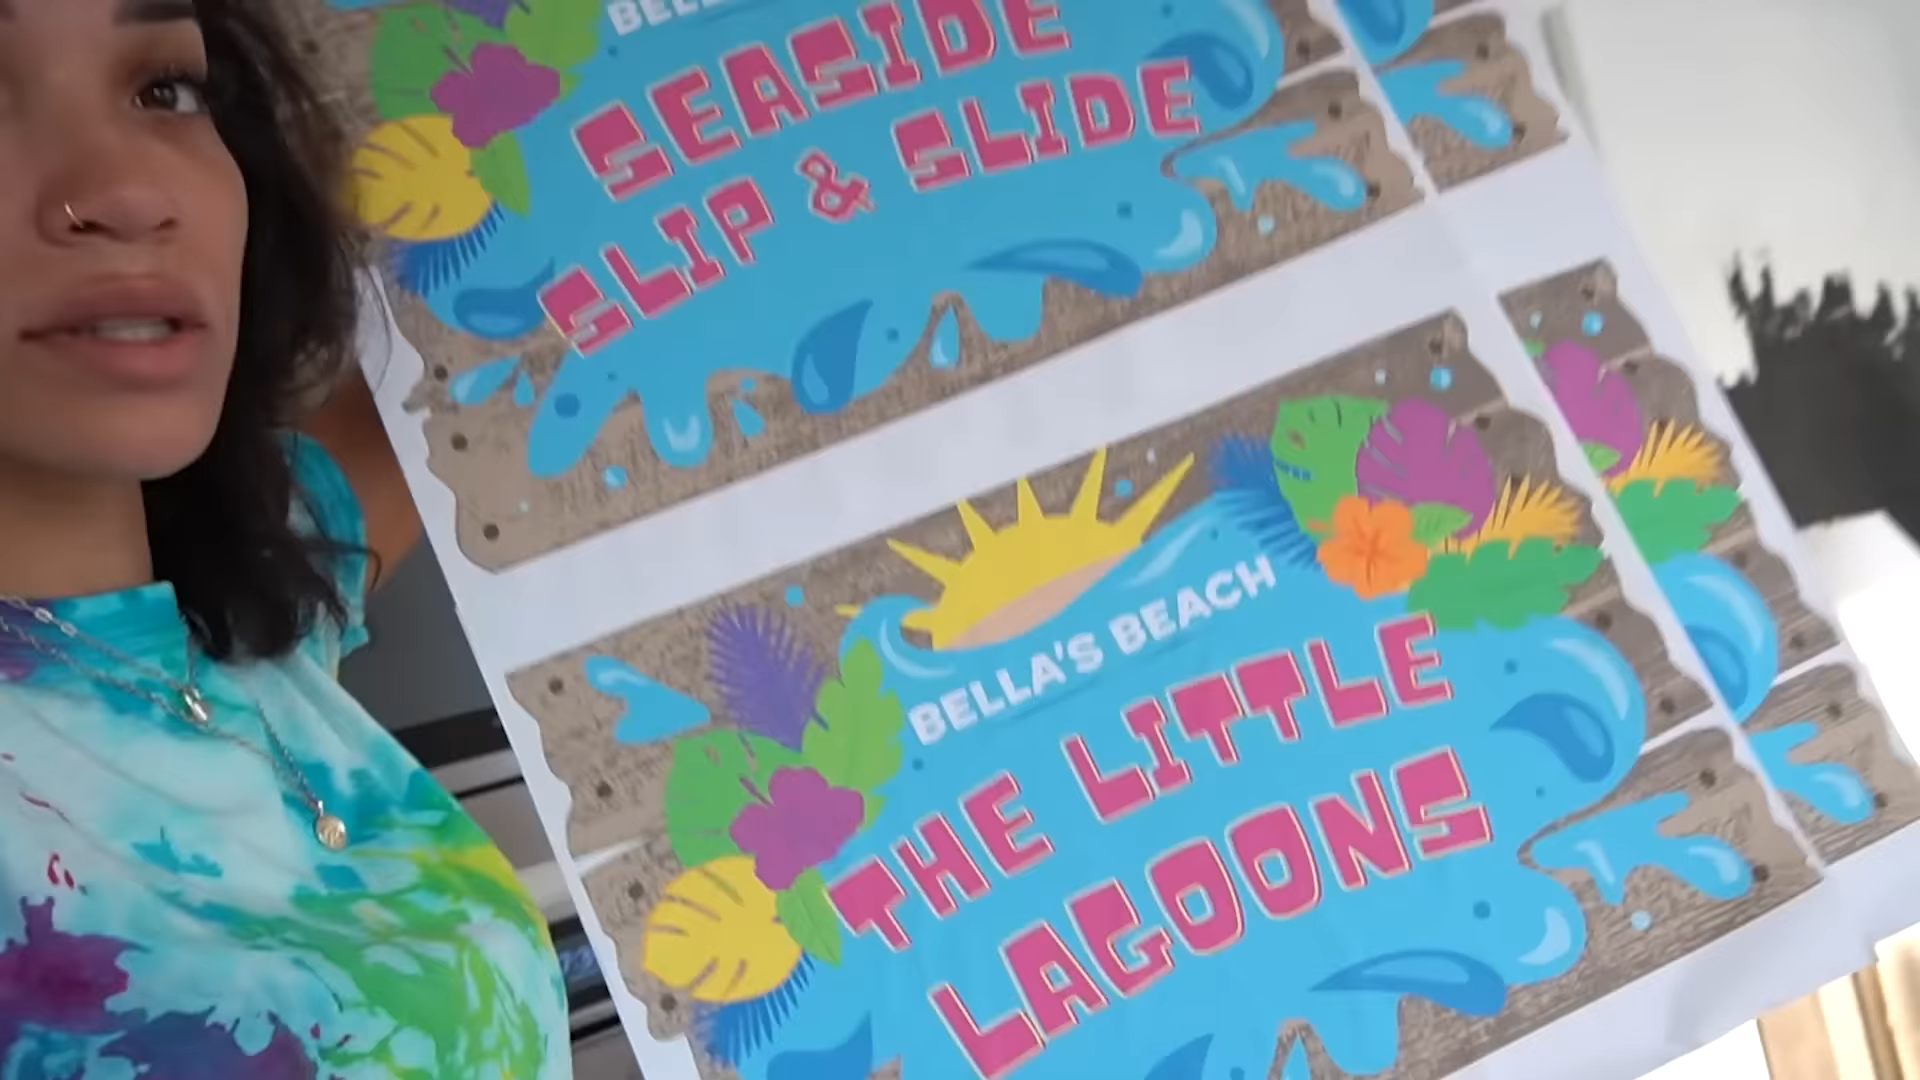 SEASIDE
SLIP & SLIDE
BELLA'S BEACH
THE LITTLE
LAGOONS